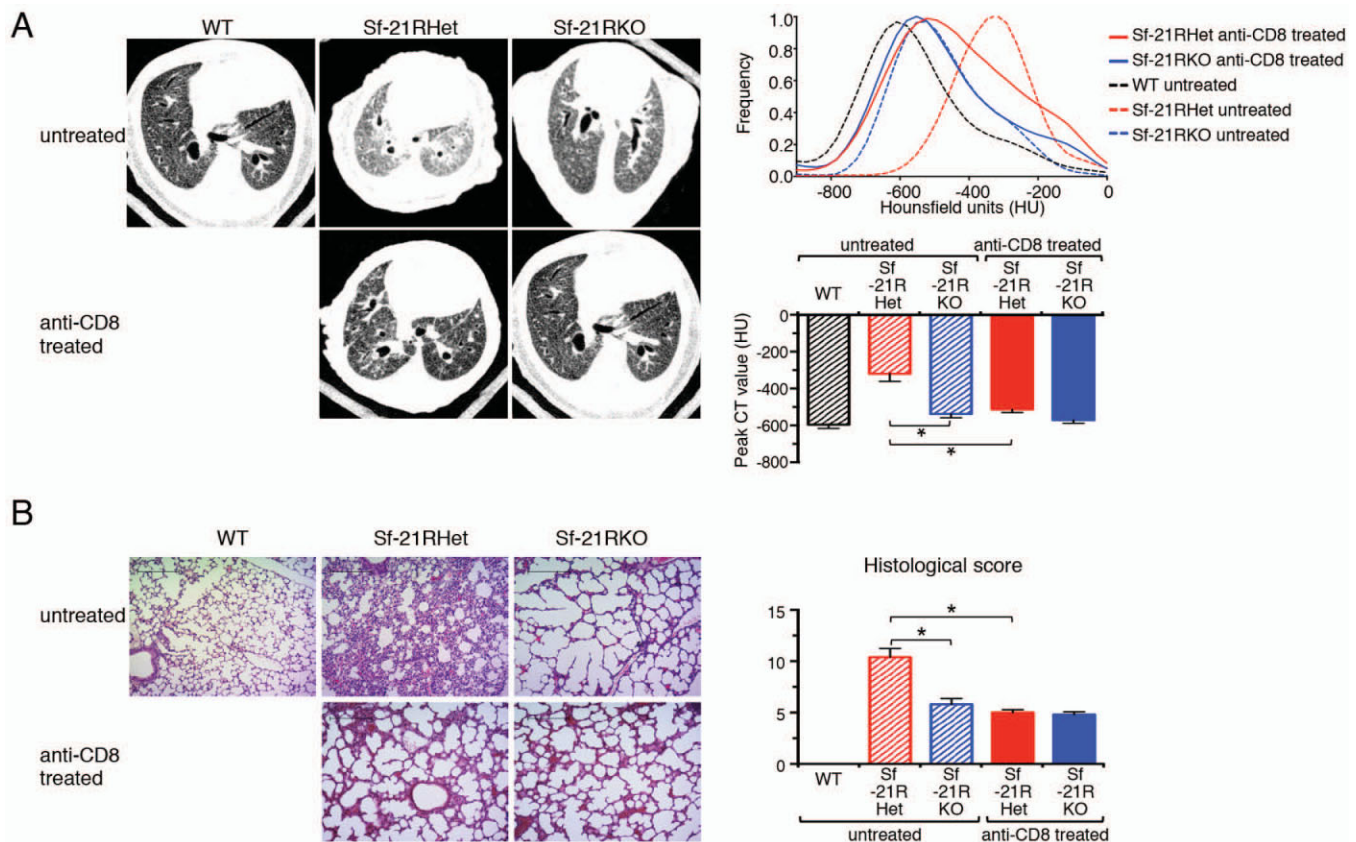 A
WT
Sf-21RHet
Sf-21RKO
untreated
anti-CD8
treated
Frequency
1.0
0.8
0.6
0.4
0.2
0.0
-800
-600
-400
-200
0
Hounsfield units (HU)
Sf-21RHet anti-CD8 treated
Sf-21RKO anti-CD8 treated
WT untreated
Sf-21RHet untreated
Sf-21RKO untreated
untreated
anti-CD8 treated
WT
Sf
-21R
Het
Sf
-21R
KO
Sf
-21R
Het
Sf
-21R
KO
Peak CT value (HU)
0
-200
-400
-600
-800
*
*
B
WT
Sf-21RHet
Sf-21RKO
untreated
anti-CD8
treated
Histological score
15
10
5
0
*
*
WT
Sf
-21R
Het
Sf
-21R
KO
Sf
-21R
Het
Sf
-21R
KO
untreated
anti-CD8 treated